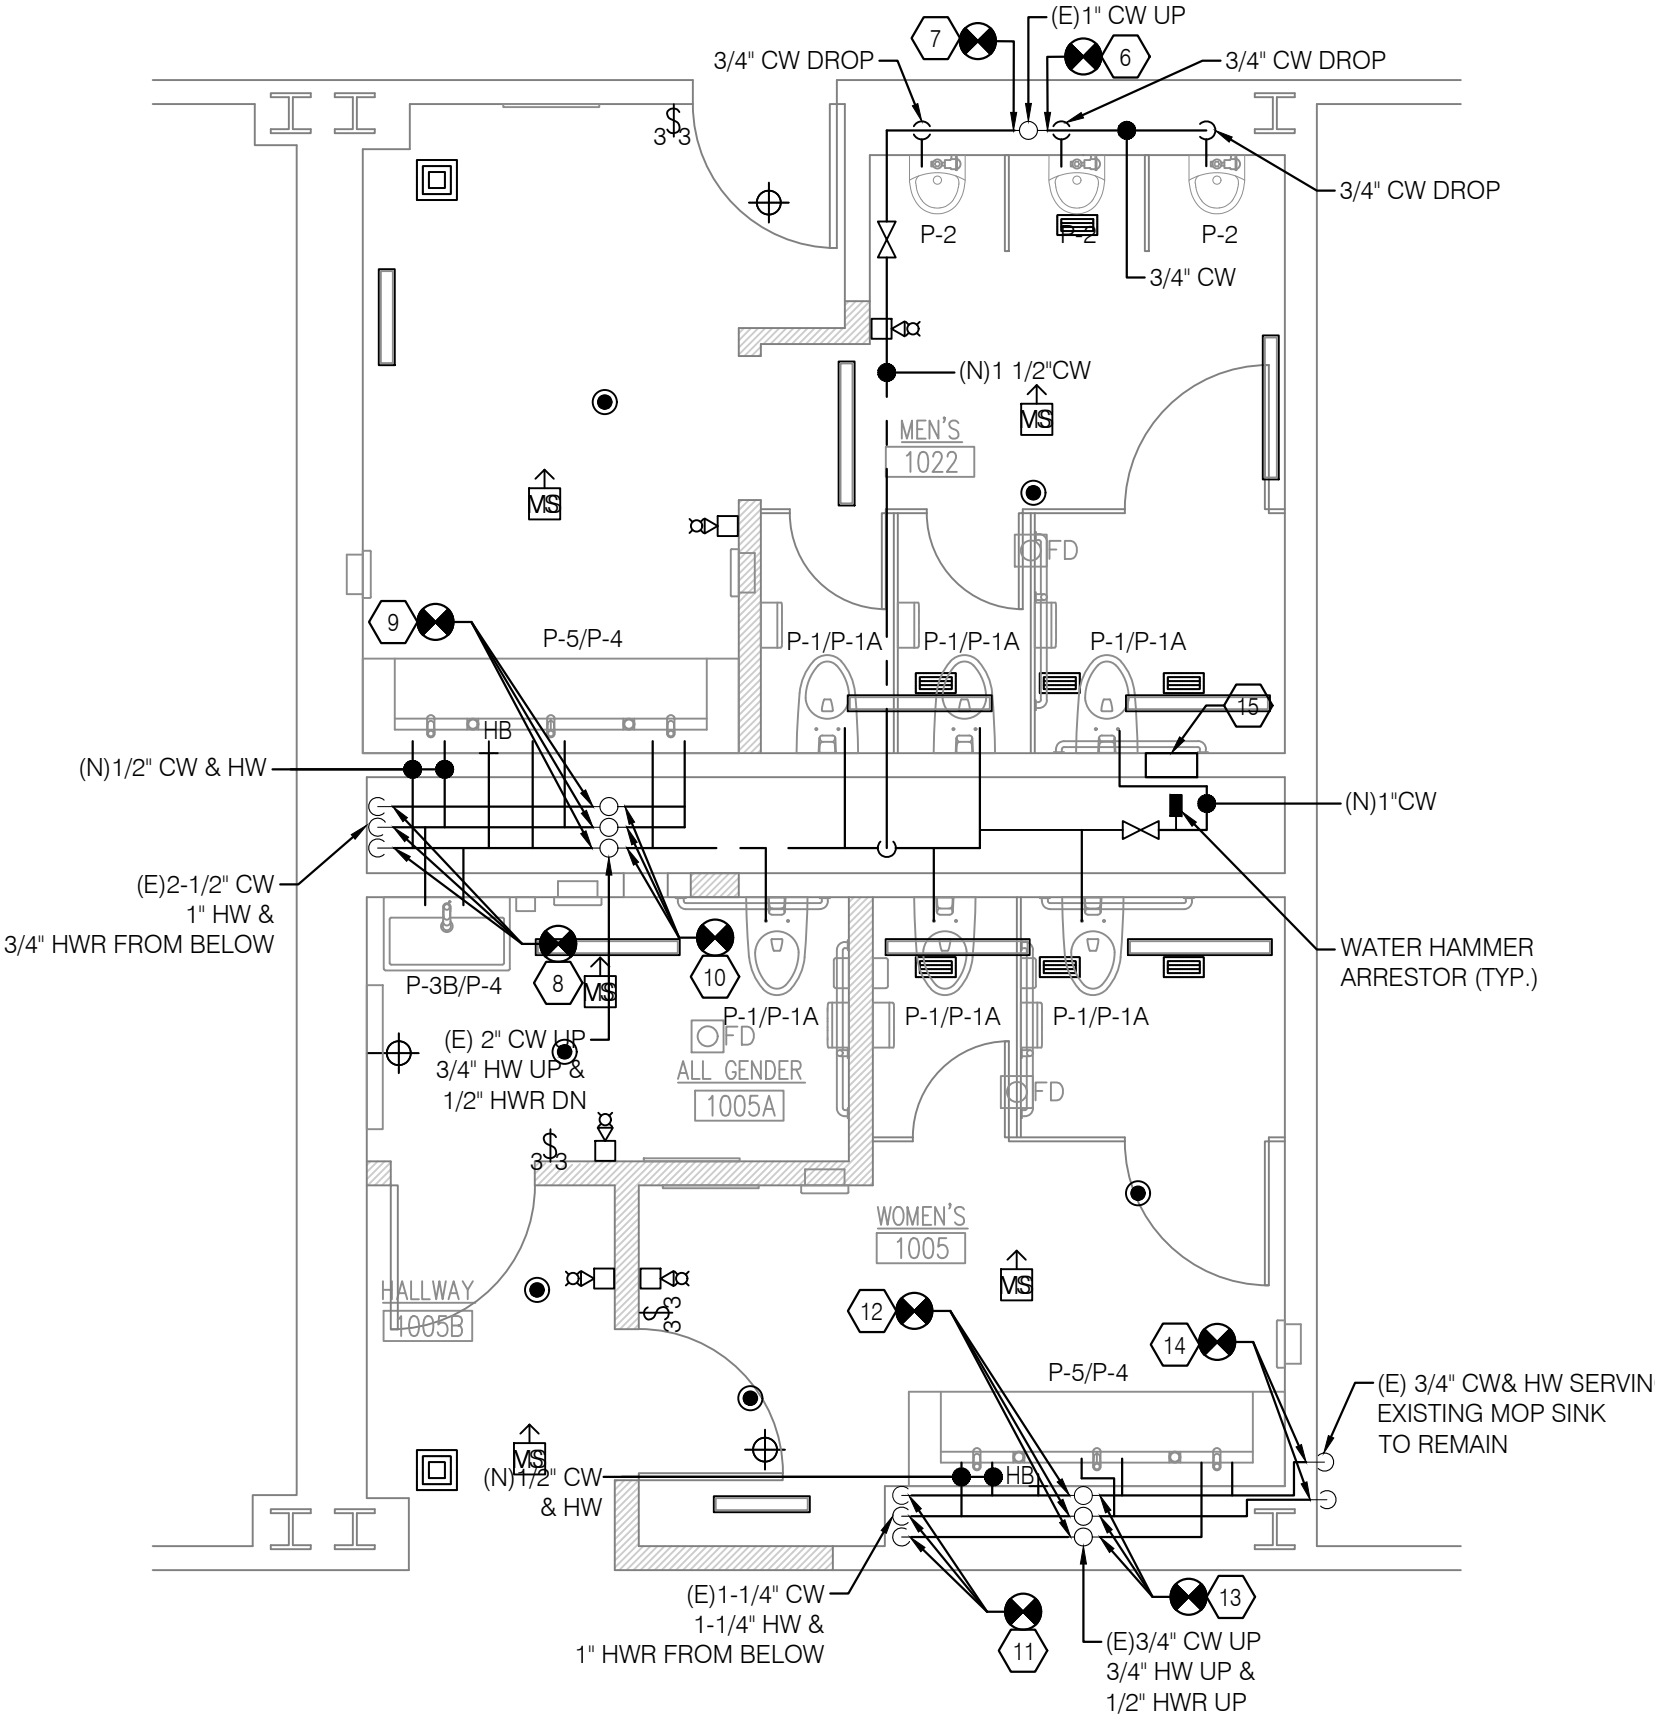 (E)1" CW UP
7
6
3/4" CW DROP
3/4" CW DROP
3 $ 3
3/4" CW DROP
P-2
P-2
P-2
3/4" CW
(N)1 1/2"CW
MS
MEN'S
1022
MS
FD
9
P-5/P-4
P-1/P-1A
P-1/P-1A
P-1/P-1A
15
HB
(N)1/2" CW & HW
(N)1"CW
(E)2-1/2" CW
1" HW &
3/4" HWR FROM BELOW
WATER HAMMER
ARRESTOR (TYP.)
8
10
MS
P-3B/P-4
P-1/P-1A
P-1/P-1A
P-1/P-1A
(E) 2" CW UP
3/4" HW UP &
1/2" HWR DN
FD
ALL GENDER
1005A
FD
3 $ 3
WOMEN'S
1005
HALLWAY
1005B
MS
3 $ 3
12
14
P-5/P-4
(E) 3/4" CW& HW SERVIN
EXISTING MOP SINK
TO REMAIN
MS
(N)1/2" CW
& HW
HB
(E)1-1/4" CW
1-1/4" HW &
1" HWR FROM BELOW
11
13
(E)3/4" CW UP
3/4" HW UP &
1/2" HWR UP